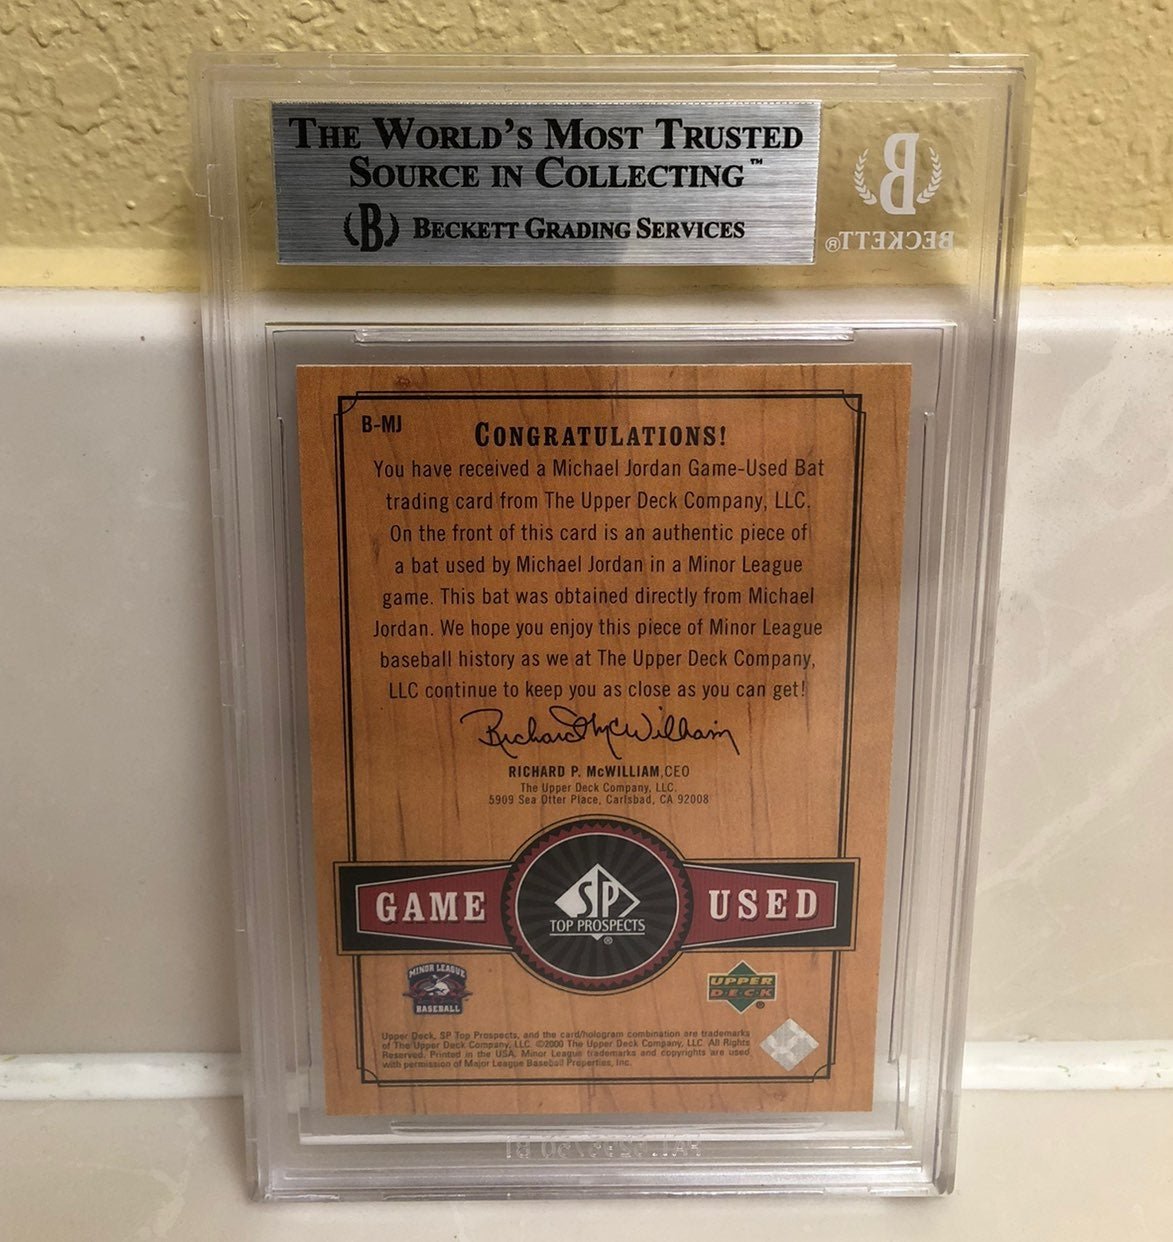 THE WORLD'S MOST TRUSTED
SOURCE IN COLLECTING™
B BECKETT GRADING SERVICES
B
BECKETT®
B-MJ
CONGRATULATIONS!
You have received a Michael Jordan Game-Used Bat
trading card from The Upper Deck Company, LLC.
On the front of this card is an authentic piece of
a bat used by Michael Jordan in a Minor League
game. This bat was obtained directly from Michael
Jordan. We hope you enjoy this piece of Minor League
baseball history as we at The Upper Deck Company,
LLC continue to keep you as close as you can get!
Richard McWilliam
RICHARD P. McWILLIAM, CEO
The Upper Deck Company, LLC.
5909 Sea Otter Place, Carlsbad, CA 92008
GAME
SP
TOP PROSPECTS
®
USED
MINOR LEAGUE
BASEBALL
UPPER
DECK
®
Upper Deck, SP Top Prospects, and the card/hologram combination are trademarks
of The Upper Deck Company, LLC. ©2000 The Upper Deck Company, LLC. All Rights
Reserved. Printed in the USA. Minor League trademarks and copyrights are used
with permission of Major League Baseball Properties, Inc.